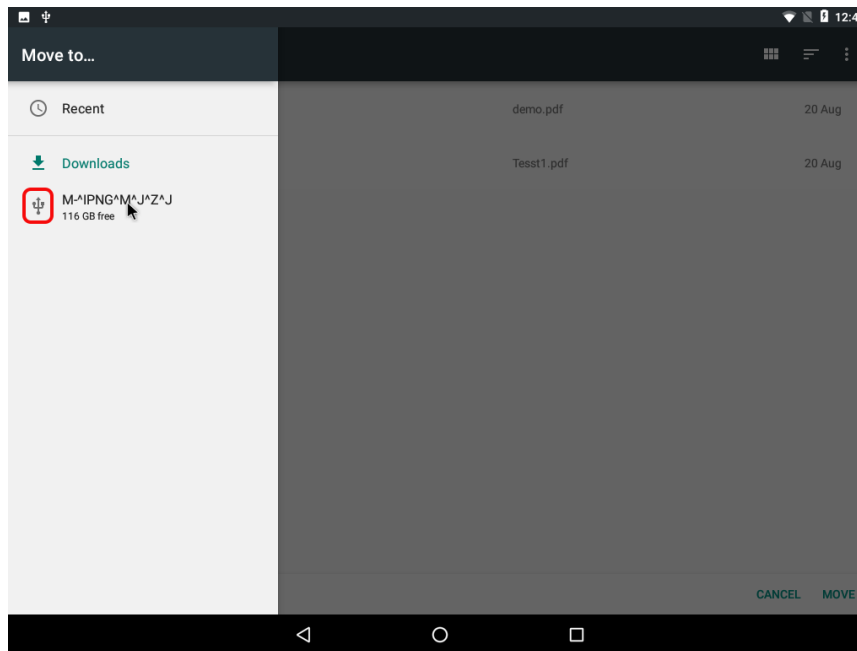 12:4
Move to...
Recent
demo.pdf 20 Aug
Downloads
Tesst1.pdf 20 Aug
M-^IPNG^M^J^Z^J
116 GB free
CANCEL MOVE